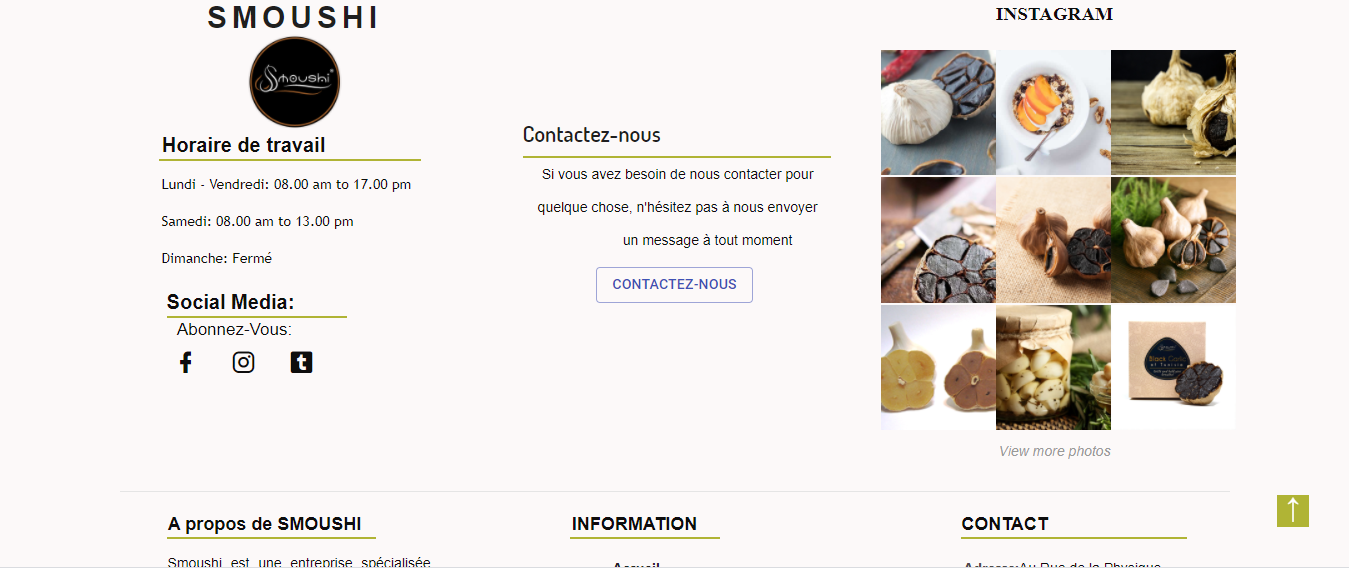 SMOUSHI
Smoushi
Horaire de travail
Lundi - Vendredi: 08.00 am to 17.00 pm
Samedi: 08.00 am to 13.00 pm
Dimanche: Fermé
Social Media:
Abonnez-Vous:
Contactez-nous
Si vous avez besoin de nous contacter pour
quelque chose, n'hésitez pas à nous envoyer
un message à tout moment
CONTACTEZ-NOUS
INSTAGRAM
Black Garlic
View more photos
A propos de SMOUSHI
Smoushi est une entreprise spécialisée
INFORMATION
Accueil
CONTACT
Adresse:Au Rue de la Physique